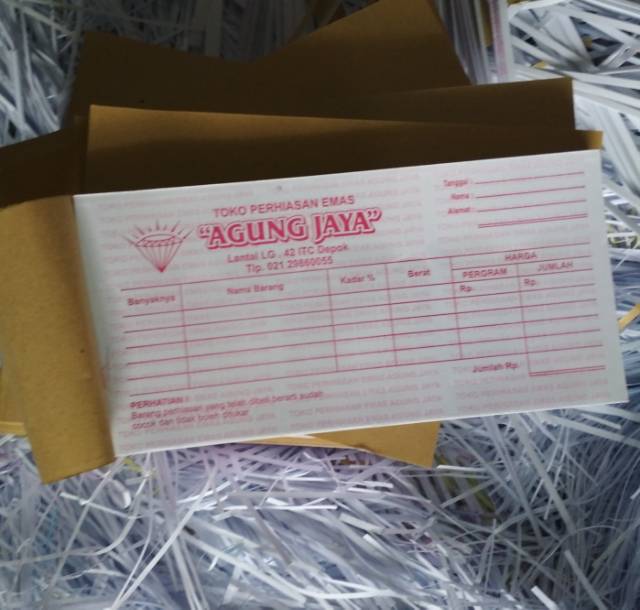 TOKO PERHIASAN EMAS
"AGUNG JAYA"
Lantai LG . 42 ITC Depok
Tlp. 021 29860055
Tanggal :
Nama :
Alamat :
Banyaknya
Nama Barang
Kadar %
Berat
HARGA
PERGRAM
JUMLAH
Rp.
Rp.
Jumlah Rp.
PERHATIAN :
Barang perhiasan yang telah dibeli berarti sudah
cocok dan tidak boleh ditukar